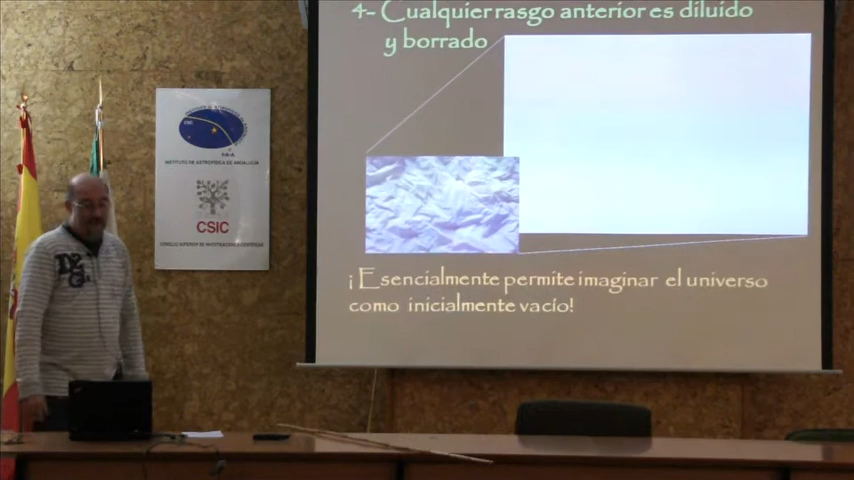 4- Cualquier rasgo anterior es diluído
y borrado
INSTITUTO DE ASTROFÍSICA DE ANDALUCÍA
CSIC
CONSEJO SUPERIOR DE INVESTIGACIONES CIENTÍFICAS
¡Esencialmente permite imaginar el universo
como inicialmente vacío!